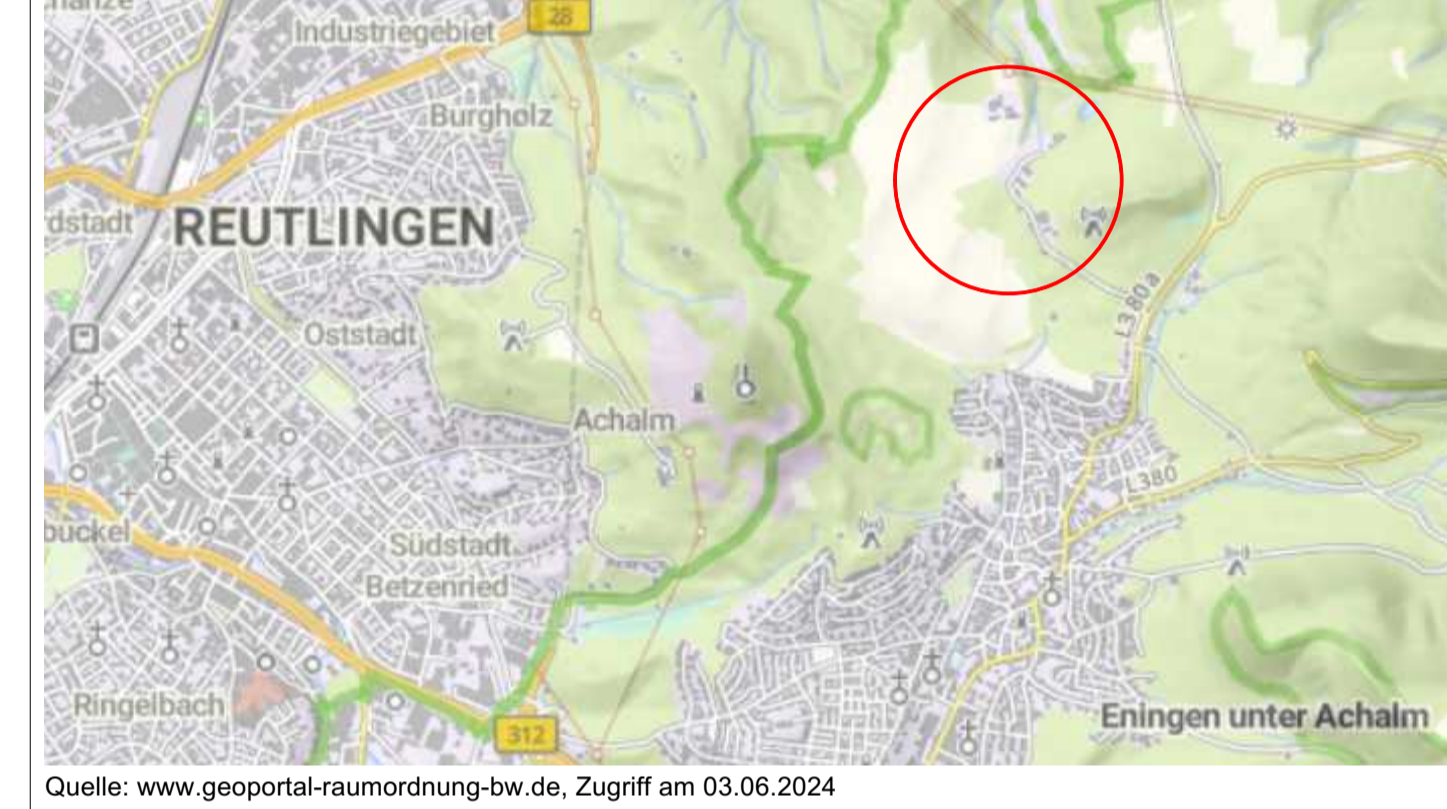 28
Industriegebiet
Burgholz
REUTLINGEN
dstadt
Oststadt
L380a
Achalm
L380
bückel
Südstadt
Betzenried
Ringelbach
Eningen unter Achalm
312
Quelle: www.geoportal-raumordnung-bw.de, Zugriff am 03.06.2024